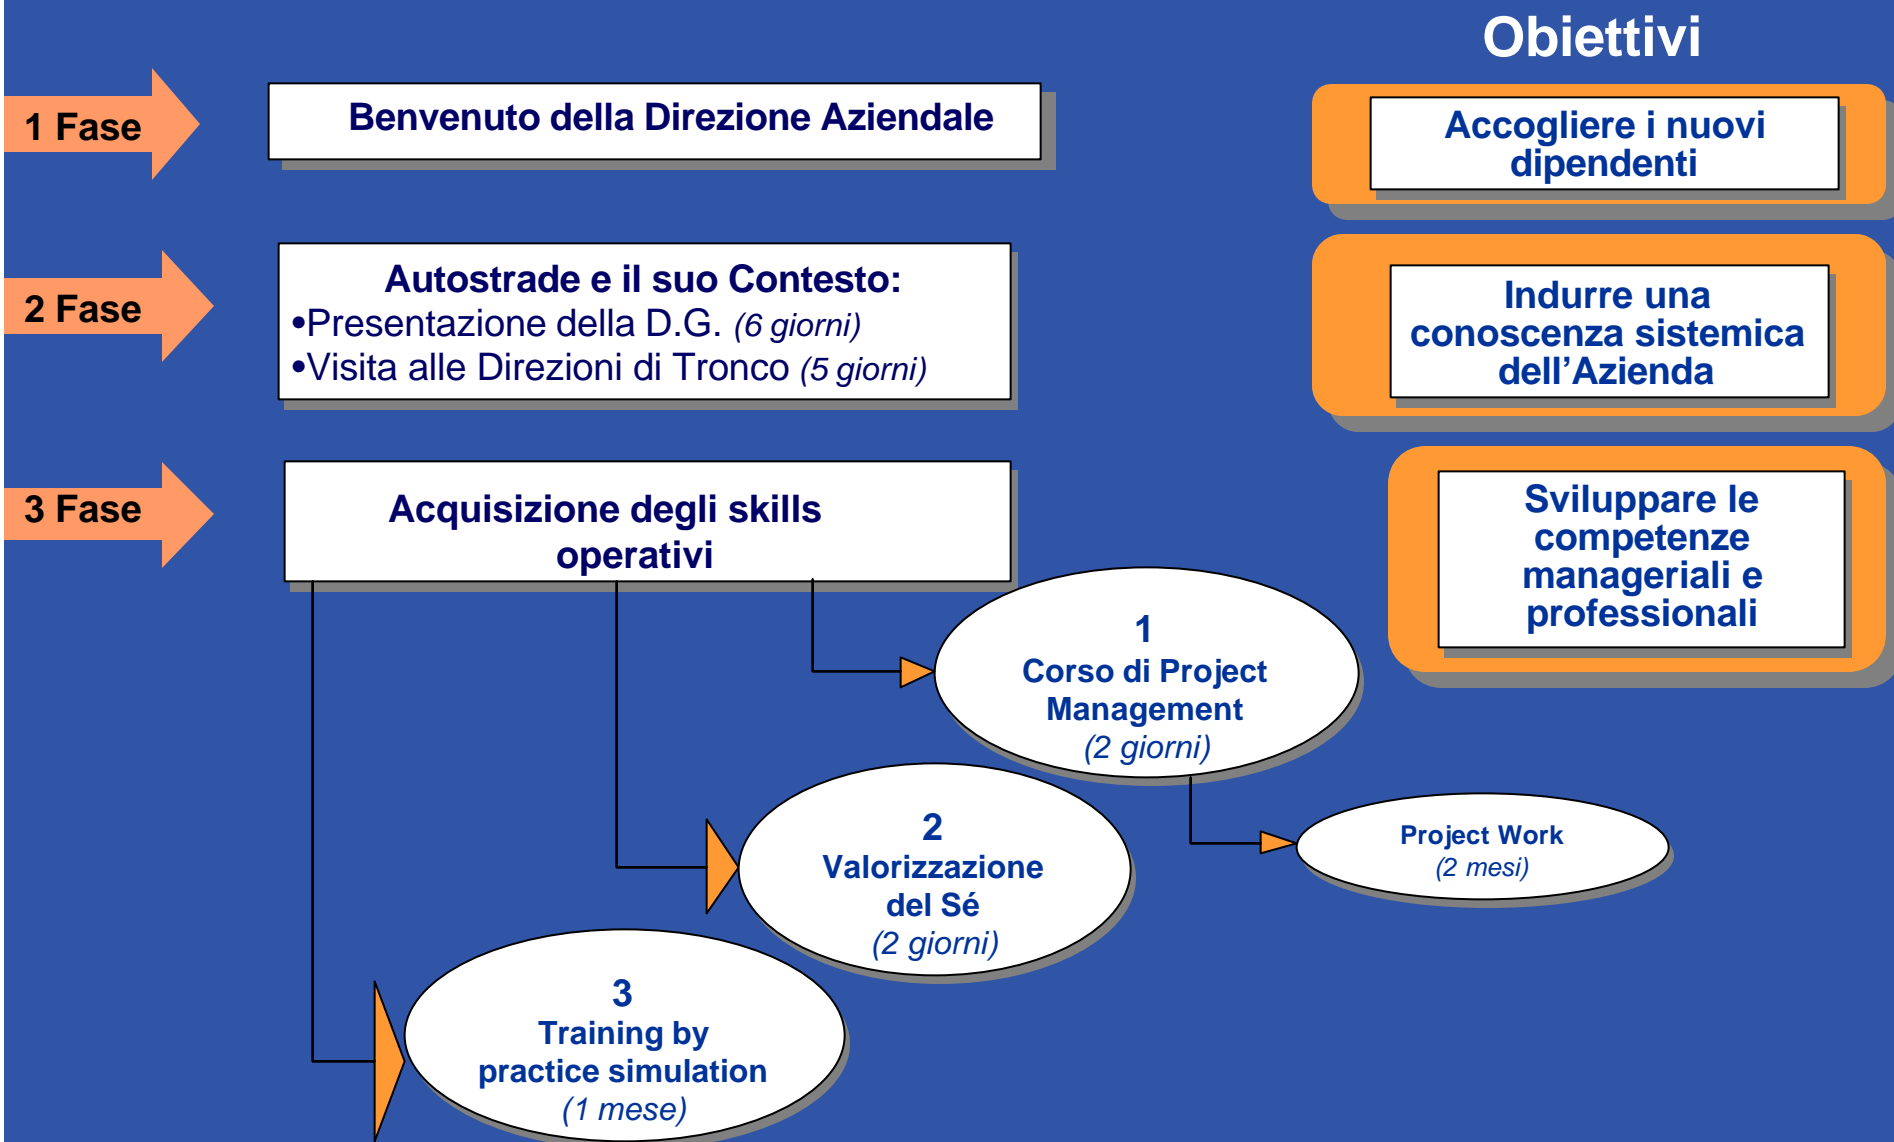 Obiettivi
1 Fase
Benvenuto della Direzione Aziendale
Accogliere i nuovi
dipendenti
2 Fase
Autostrade e il suo Contesto:
•Presentazione della D.G. (6 giorni)
•Visita alle Direzioni di Tronco (5 giorni)
Indurre una
conoscenza sistemica
dell’Azienda
3 Fase
Acquisizione degli skills
operativi
Sviluppare le
competenze
manageriali e
professionali
1
Corso di Project
Management
(2 giorni)
Project Work
(2 mesi)
2
Valorizzazione
del Sé
(2 giorni)
3
Training by
practice simulation
(1 mese)